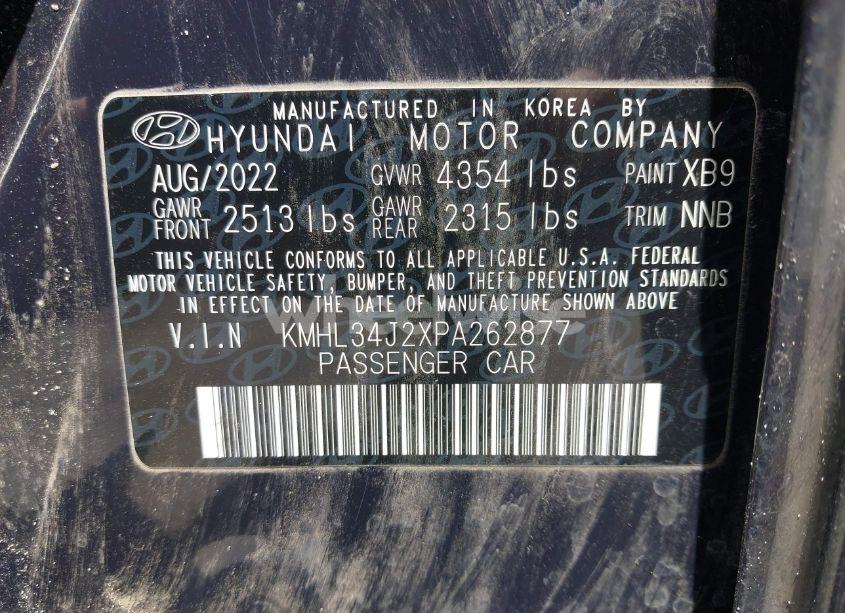 MANUFACTURED IN KOREA BY
HYUNDAI MOTOR COMPANY
AUG/2022 GVWR 4354 lbs PAINT XB9
GAWR FRONT 2513 lbs GAWR REAR 2315 lbs TRIM NNB
THIS VEHICLE CONFORMS TO ALL APPLICABLE U.S.A. FEDERAL
MOTOR VEHICLE SAFETY, BUMPER, AND THEFT PREVENTION STANDARDS
IN EFFECT ON THE DATE OF MANUFACTURE SHOWN ABOVE
V.I.N KMHL34J2XPA262877
PASSENGER CAR